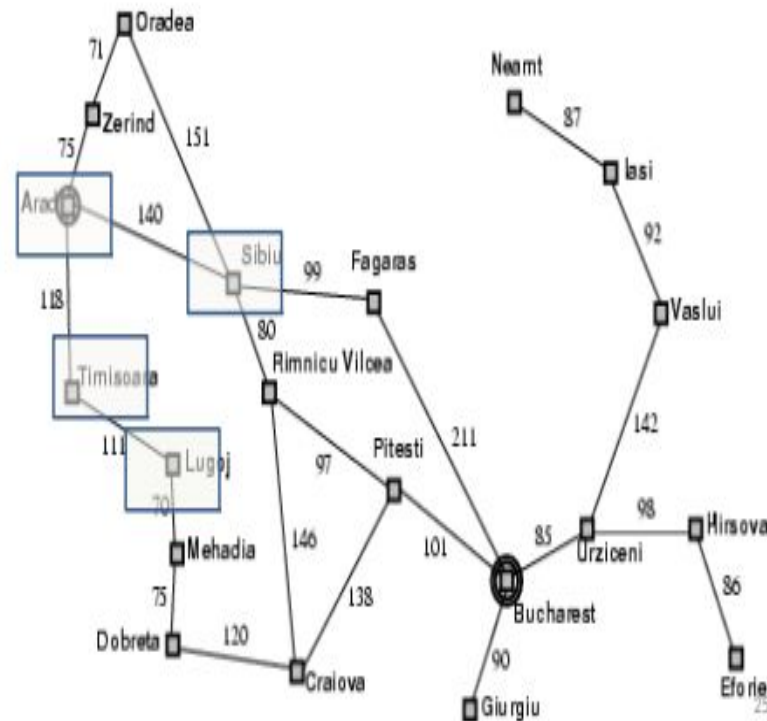 Oradea
71
Neamt
Zerind
87
75
151
Iasi
Arad
140
92
Sibiu
Fagaras
99
118
80
Vaslui
Rimnicu Vilcea
Timisoara
142
211
111
Pitesti
Lugoj
97
70
98
Hirsova
85
146
101
Urziceni
Mehadia
86
75
138
Bucharest
Dobreta
120
90
Craiova
Eforie
Giurgiu
25